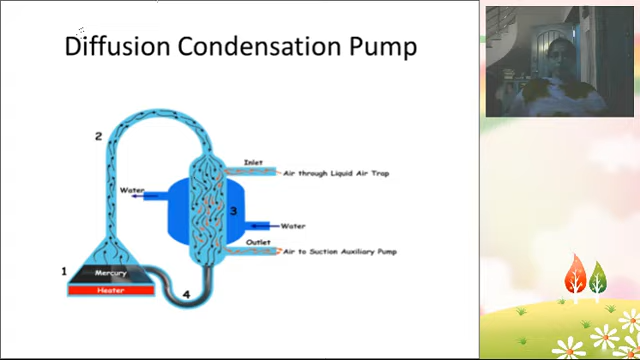 Diffusion Condensation Pump
2
Inlet
Air through Liquid Air Trap
Water
3
Water
Outlet
Air to Suction Auxiliary Pump
1
Mercury
Heater
4